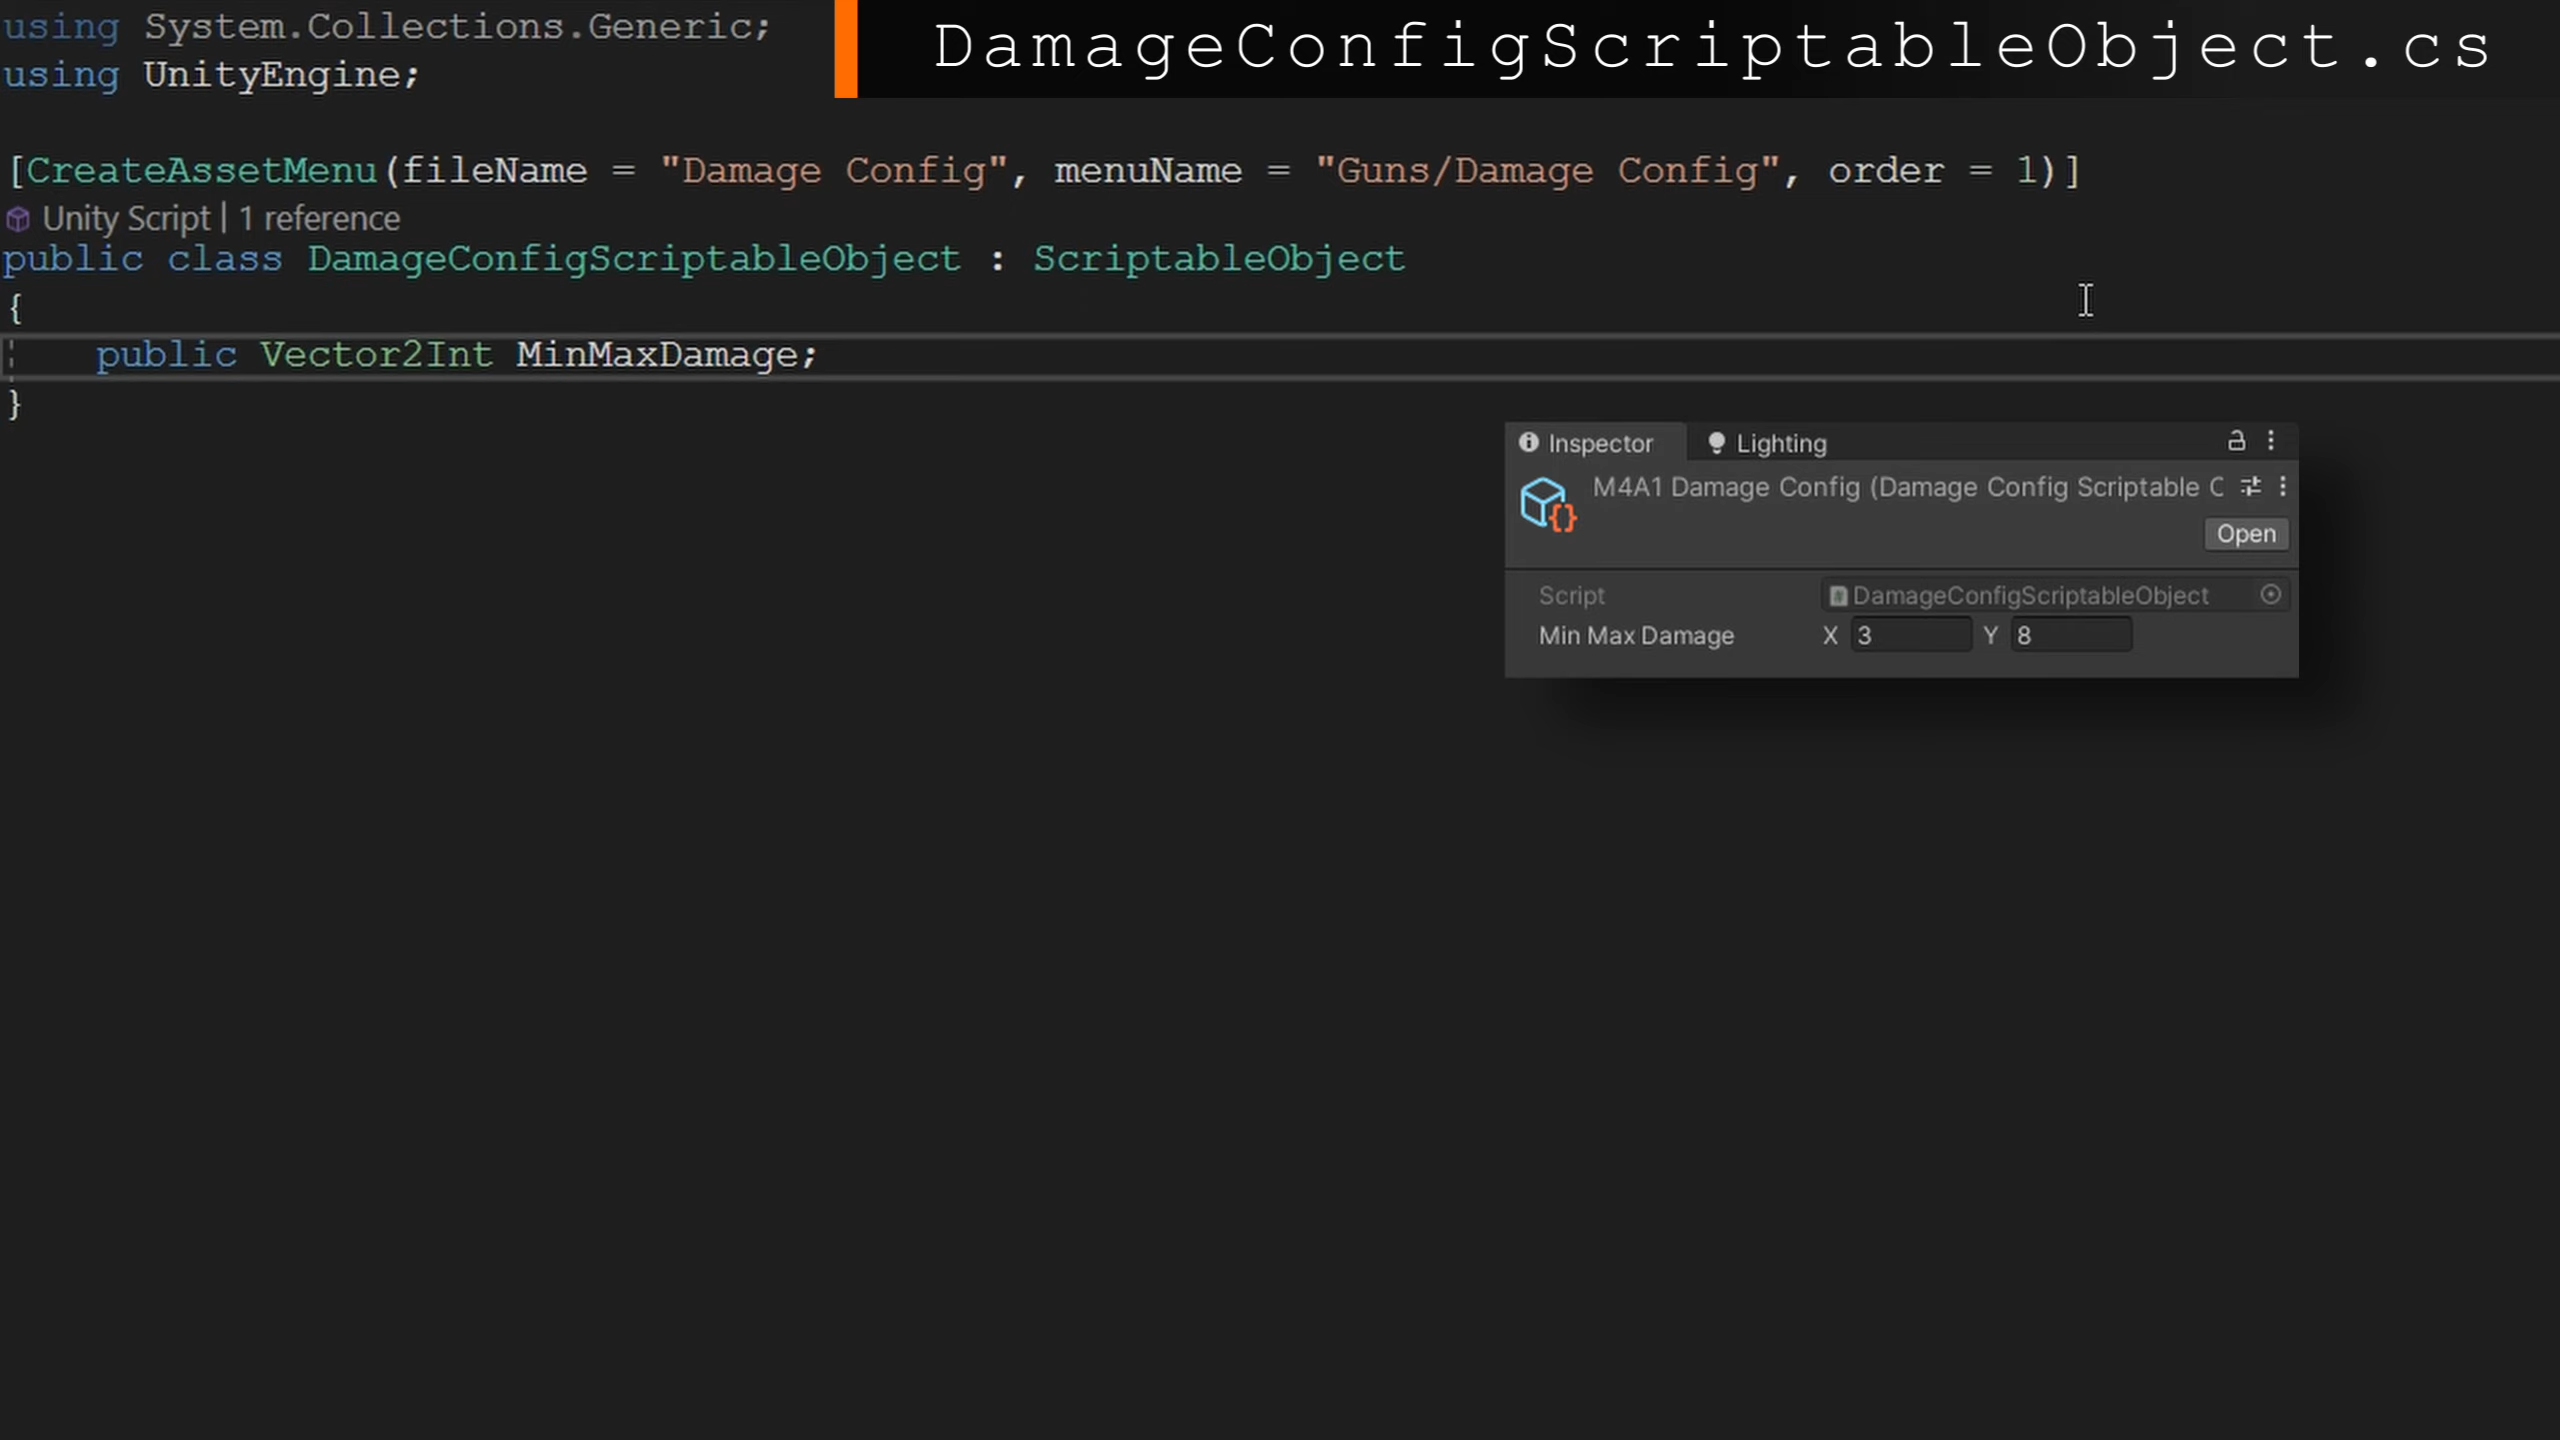 using System.Collections.Generic;
DamageConfigScriptableObject.cs
using UnityEngine;
[CreateAssetMenu(fileName = "Damage Config", menuName = "Guns/Damage Config", order = 1)]
Unity Script | 1 reference
public class DamageConfigScriptableObject : ScriptableObject
{
public Vector2Int MinMaxDamage;
}
Inspector Lighting
M4A1 Damage Config (Damage Config Scriptable
Open
Script DamageConfigScriptableObject
Min Max Damage X 3 Y 8